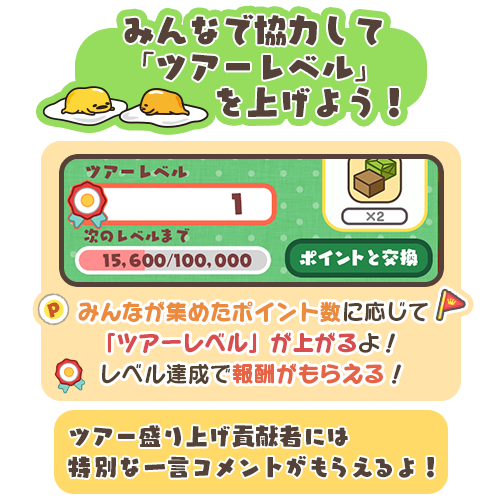 みんなで協力して
「ツアーレベル」
を上げよう！
ツアーレベル
1
×2
次のレベルまで
15,600/100,000
ポイントと交換
P
みんなが集めたポイント数に応じて
「ツアーレベル」が上がるよ！
レベル達成で報酬がもらえる！
ツアー盛り上げ貢献者には
特別な一言コメントがもらえるよ！